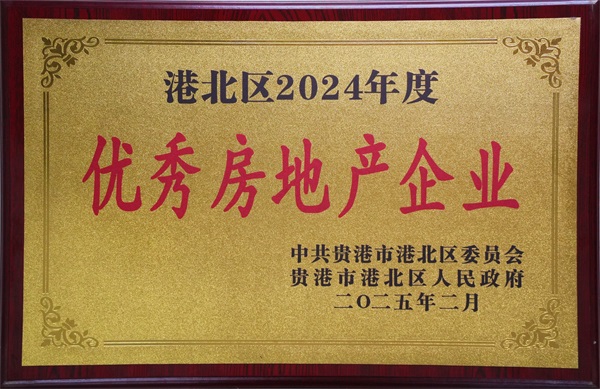 港北区2024年度
优秀房地产企业
中共贵港市港北区委员会
贵港市港北区人民政府
二〇二五年二月